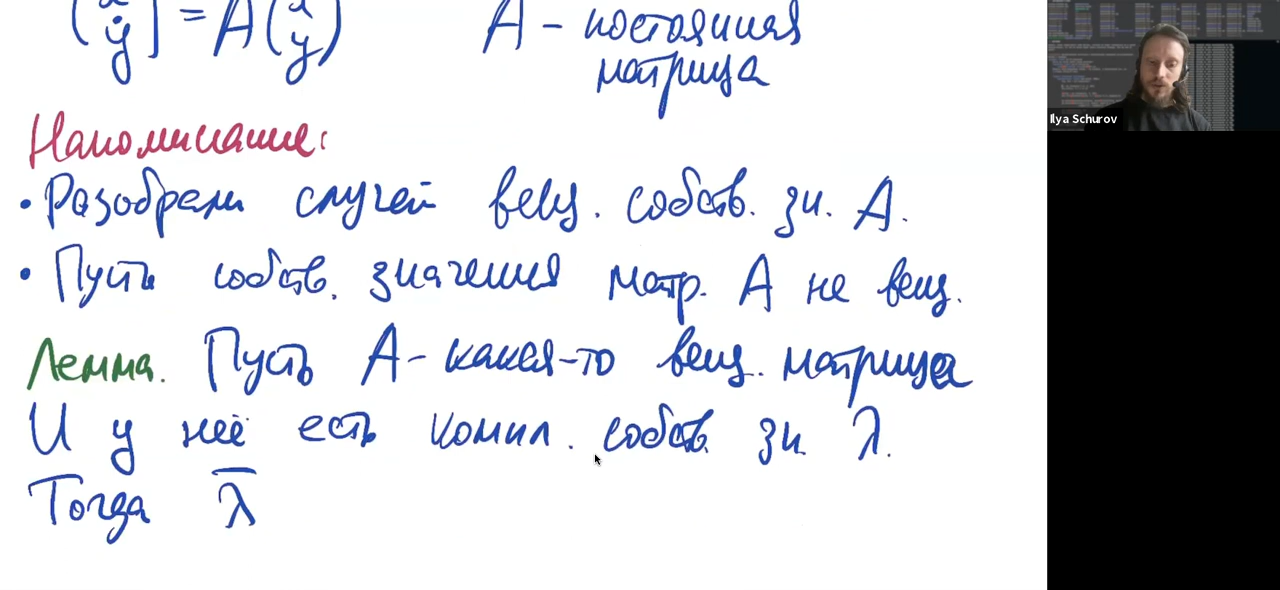 (ẋ ẏ) = A(x y) A – постоянная
матрица
Напоминание:
• Разобрали случай вещ. собств. зн. A.
• Пусть собств. значения матр. A не вещ.
Лемма. Пусть A – какая-то вещ. матрица
И у неё есть компл. собств. зн. λ.
Тогда λ̄
Ilya Schurov